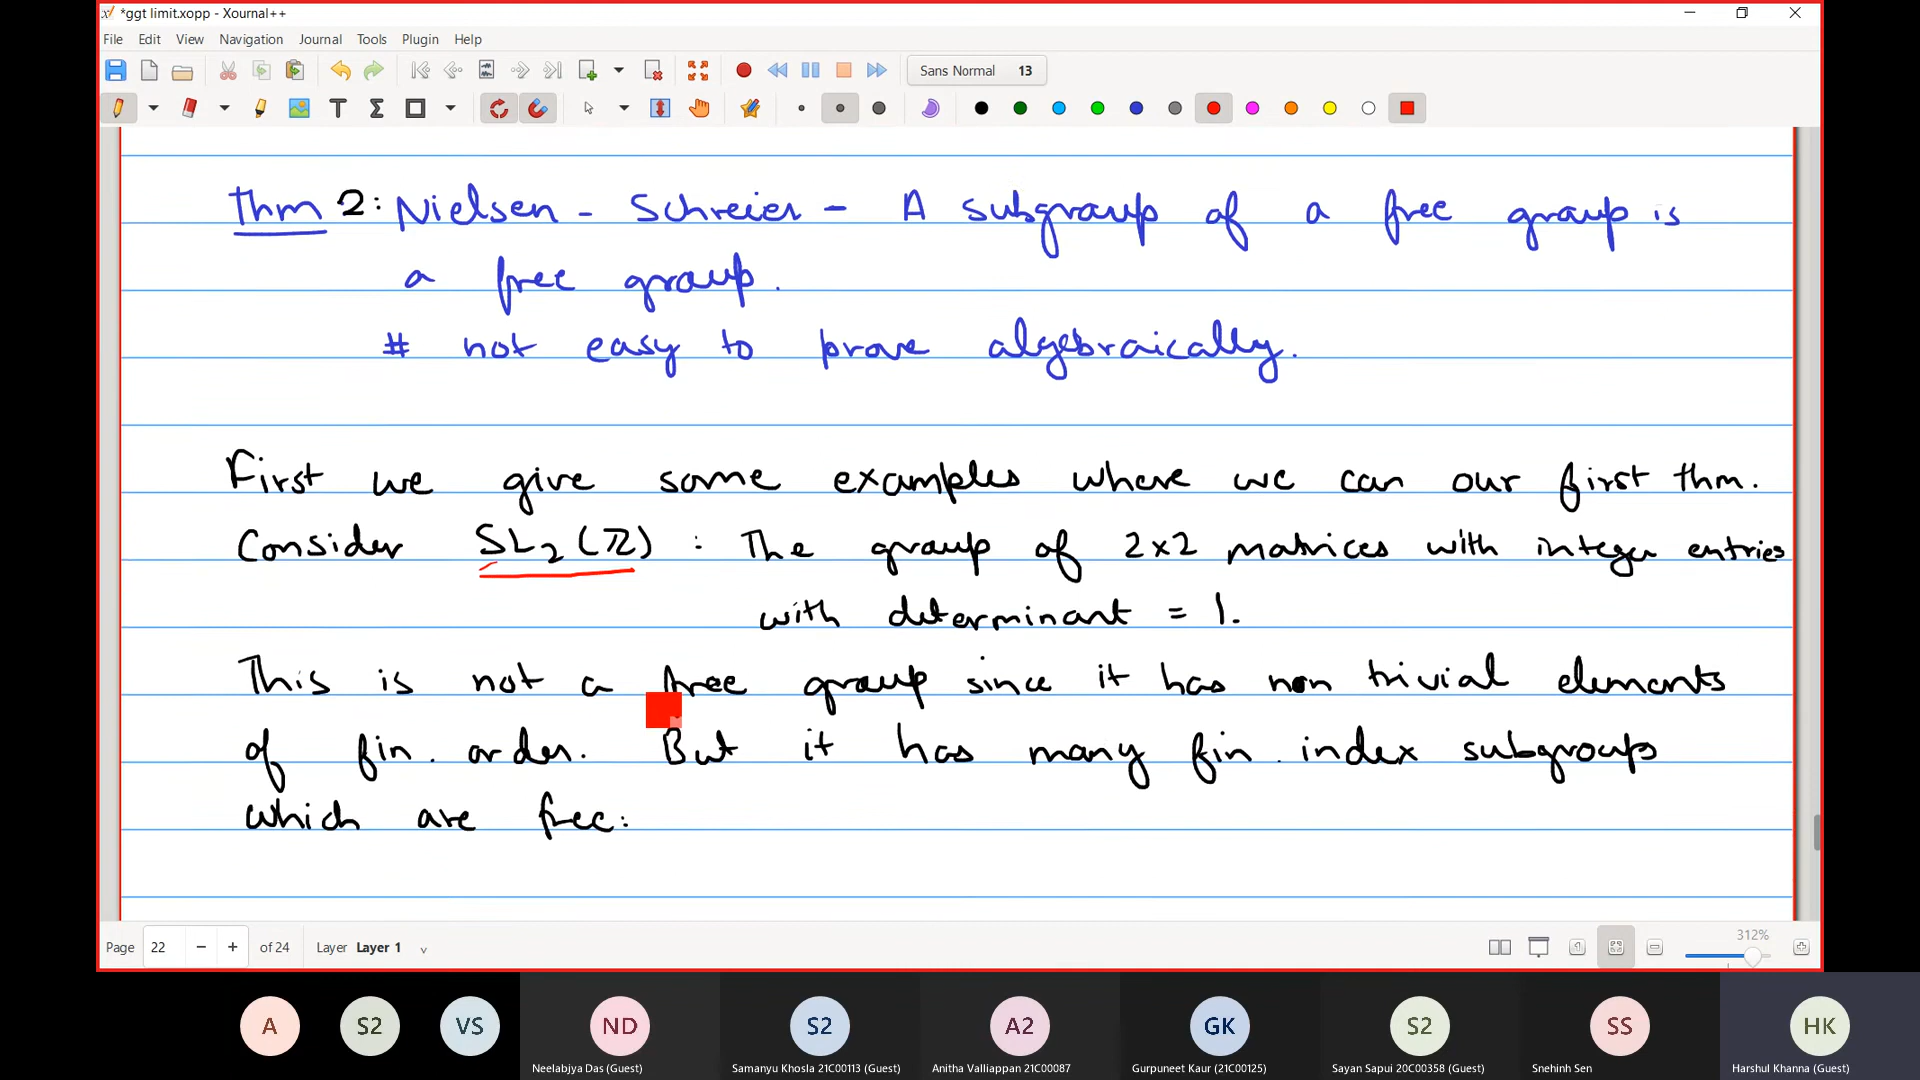 *ggt limit.xopp - Xournal++
File Edit View Navigation Journal Tools Plugin Help
Sans Normal 13
Thm 2: Nielsen - Schreier - A subgroup of a free group is
a free group.
# not easy to prove algebraically.
First we give some examples where we can our first thm.
Consider SL₂(ℤ) : The group of 2x2 matrices with integer entries
with determinant = 1.
This is not a free group since it has non trivial elements
of fin. order. But it has many fin. index subgroups
which are free:
Page 22 − + of 24 Layer Layer 1
312%
A S2 VS ND S2 A2 GK S2 SS HK
Neelabjya Das (Guest) Samanyu Khosla 21C00113 (Guest) Anitha Valliappan 21C00087 Gurpuneet Kaur (21C00125) Sayan Sapui 20C00358 (Guest) Snehinh Sen Harshul Khanna (Guest)